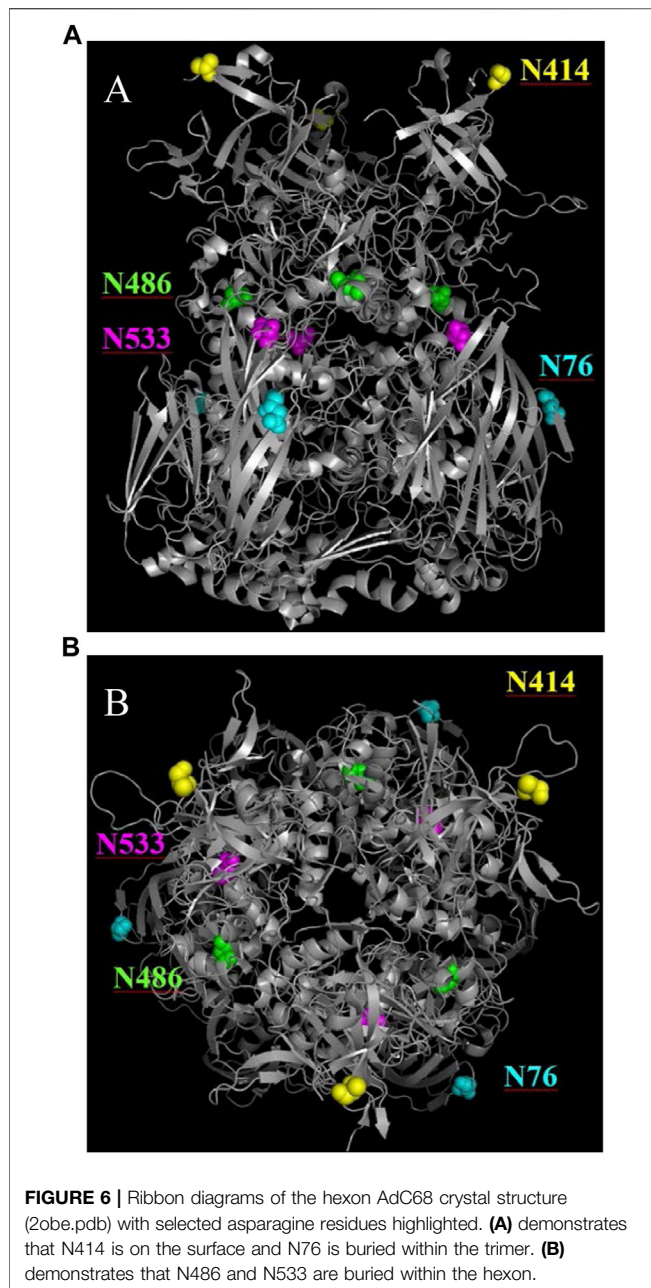 A
A
N414
N486
N533
N76
B
B
N414
N533
N486
N76
FIGURE 6 | Ribbon diagrams of the hexon AdC68 crystal structure
(2obe.pdb) with selected asparagine residues highlighted. (A) demonstrates
that N414 is on the surface and N76 is buried within the trimer. (B)
demonstrates that N486 and N533 are buried within the hexon.